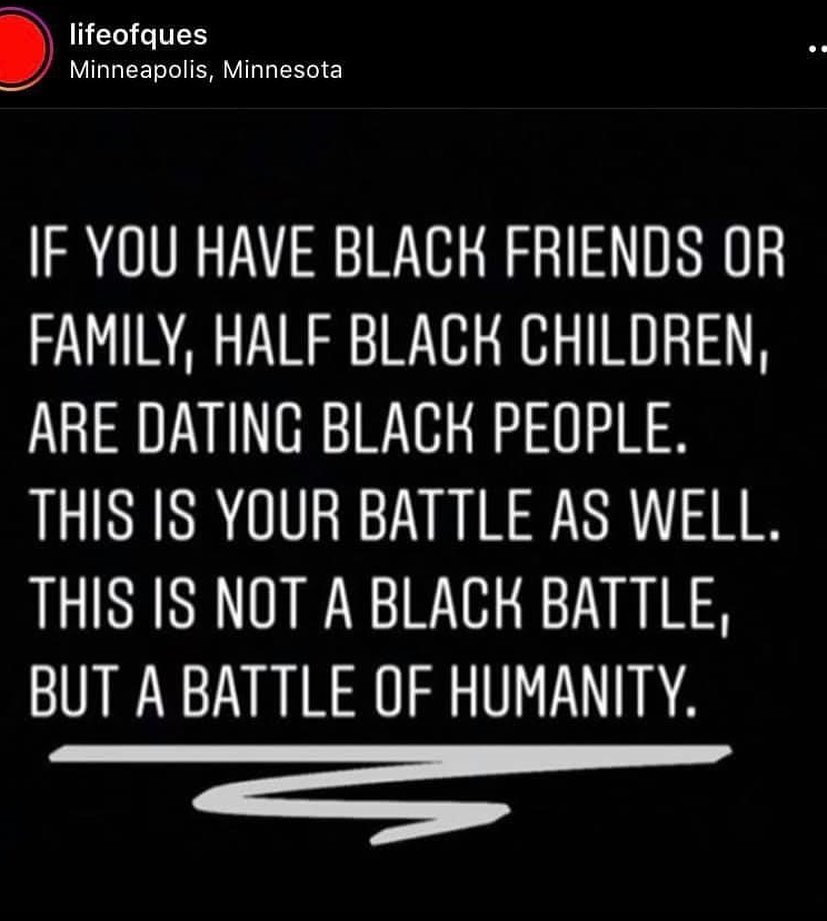 lifeofques
Minneapolis, Minnesota
IF YOU HAVE BLACK FRIENDS OR
FAMILY, HALF BLACK CHILDREN,
ARE DATING BLACK PEOPLE.
THIS IS YOUR BATTLE AS WELL.
THIS IS NOT A BLACK BATTLE,
BUT A BATTLE OF HUMANITY.